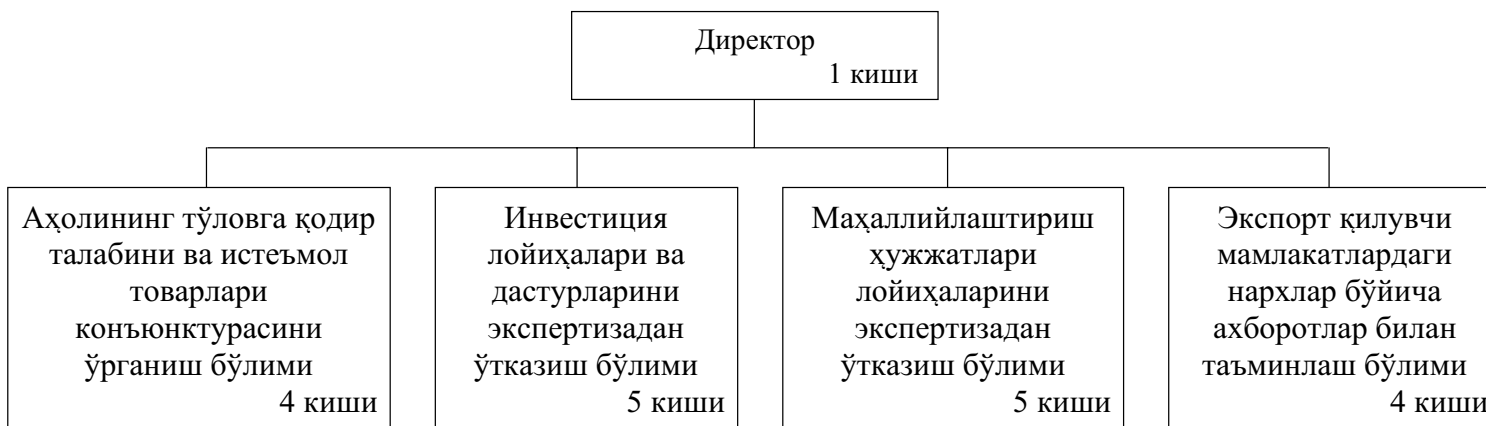 Директор
1 киши
Аҳолининг тўловга қодир
талабини ва истеъмол
товарлари
конъюнктурасини
ўрганиш бўлими
4 киши
Инвестиция
лойиҳалари ва
дастурларини
экспертизадан
ўтказиш бўлими
5 киши
Маҳаллийлаштириш
ҳужжатлари
лойиҳаларини
экспертизадан
ўтказиш бўлими
5 киши
Экспорт қилувчи
мамлакатлардаги
нархлар бўйича
ахборотлар билан
таъминлаш бўлими
4 киши